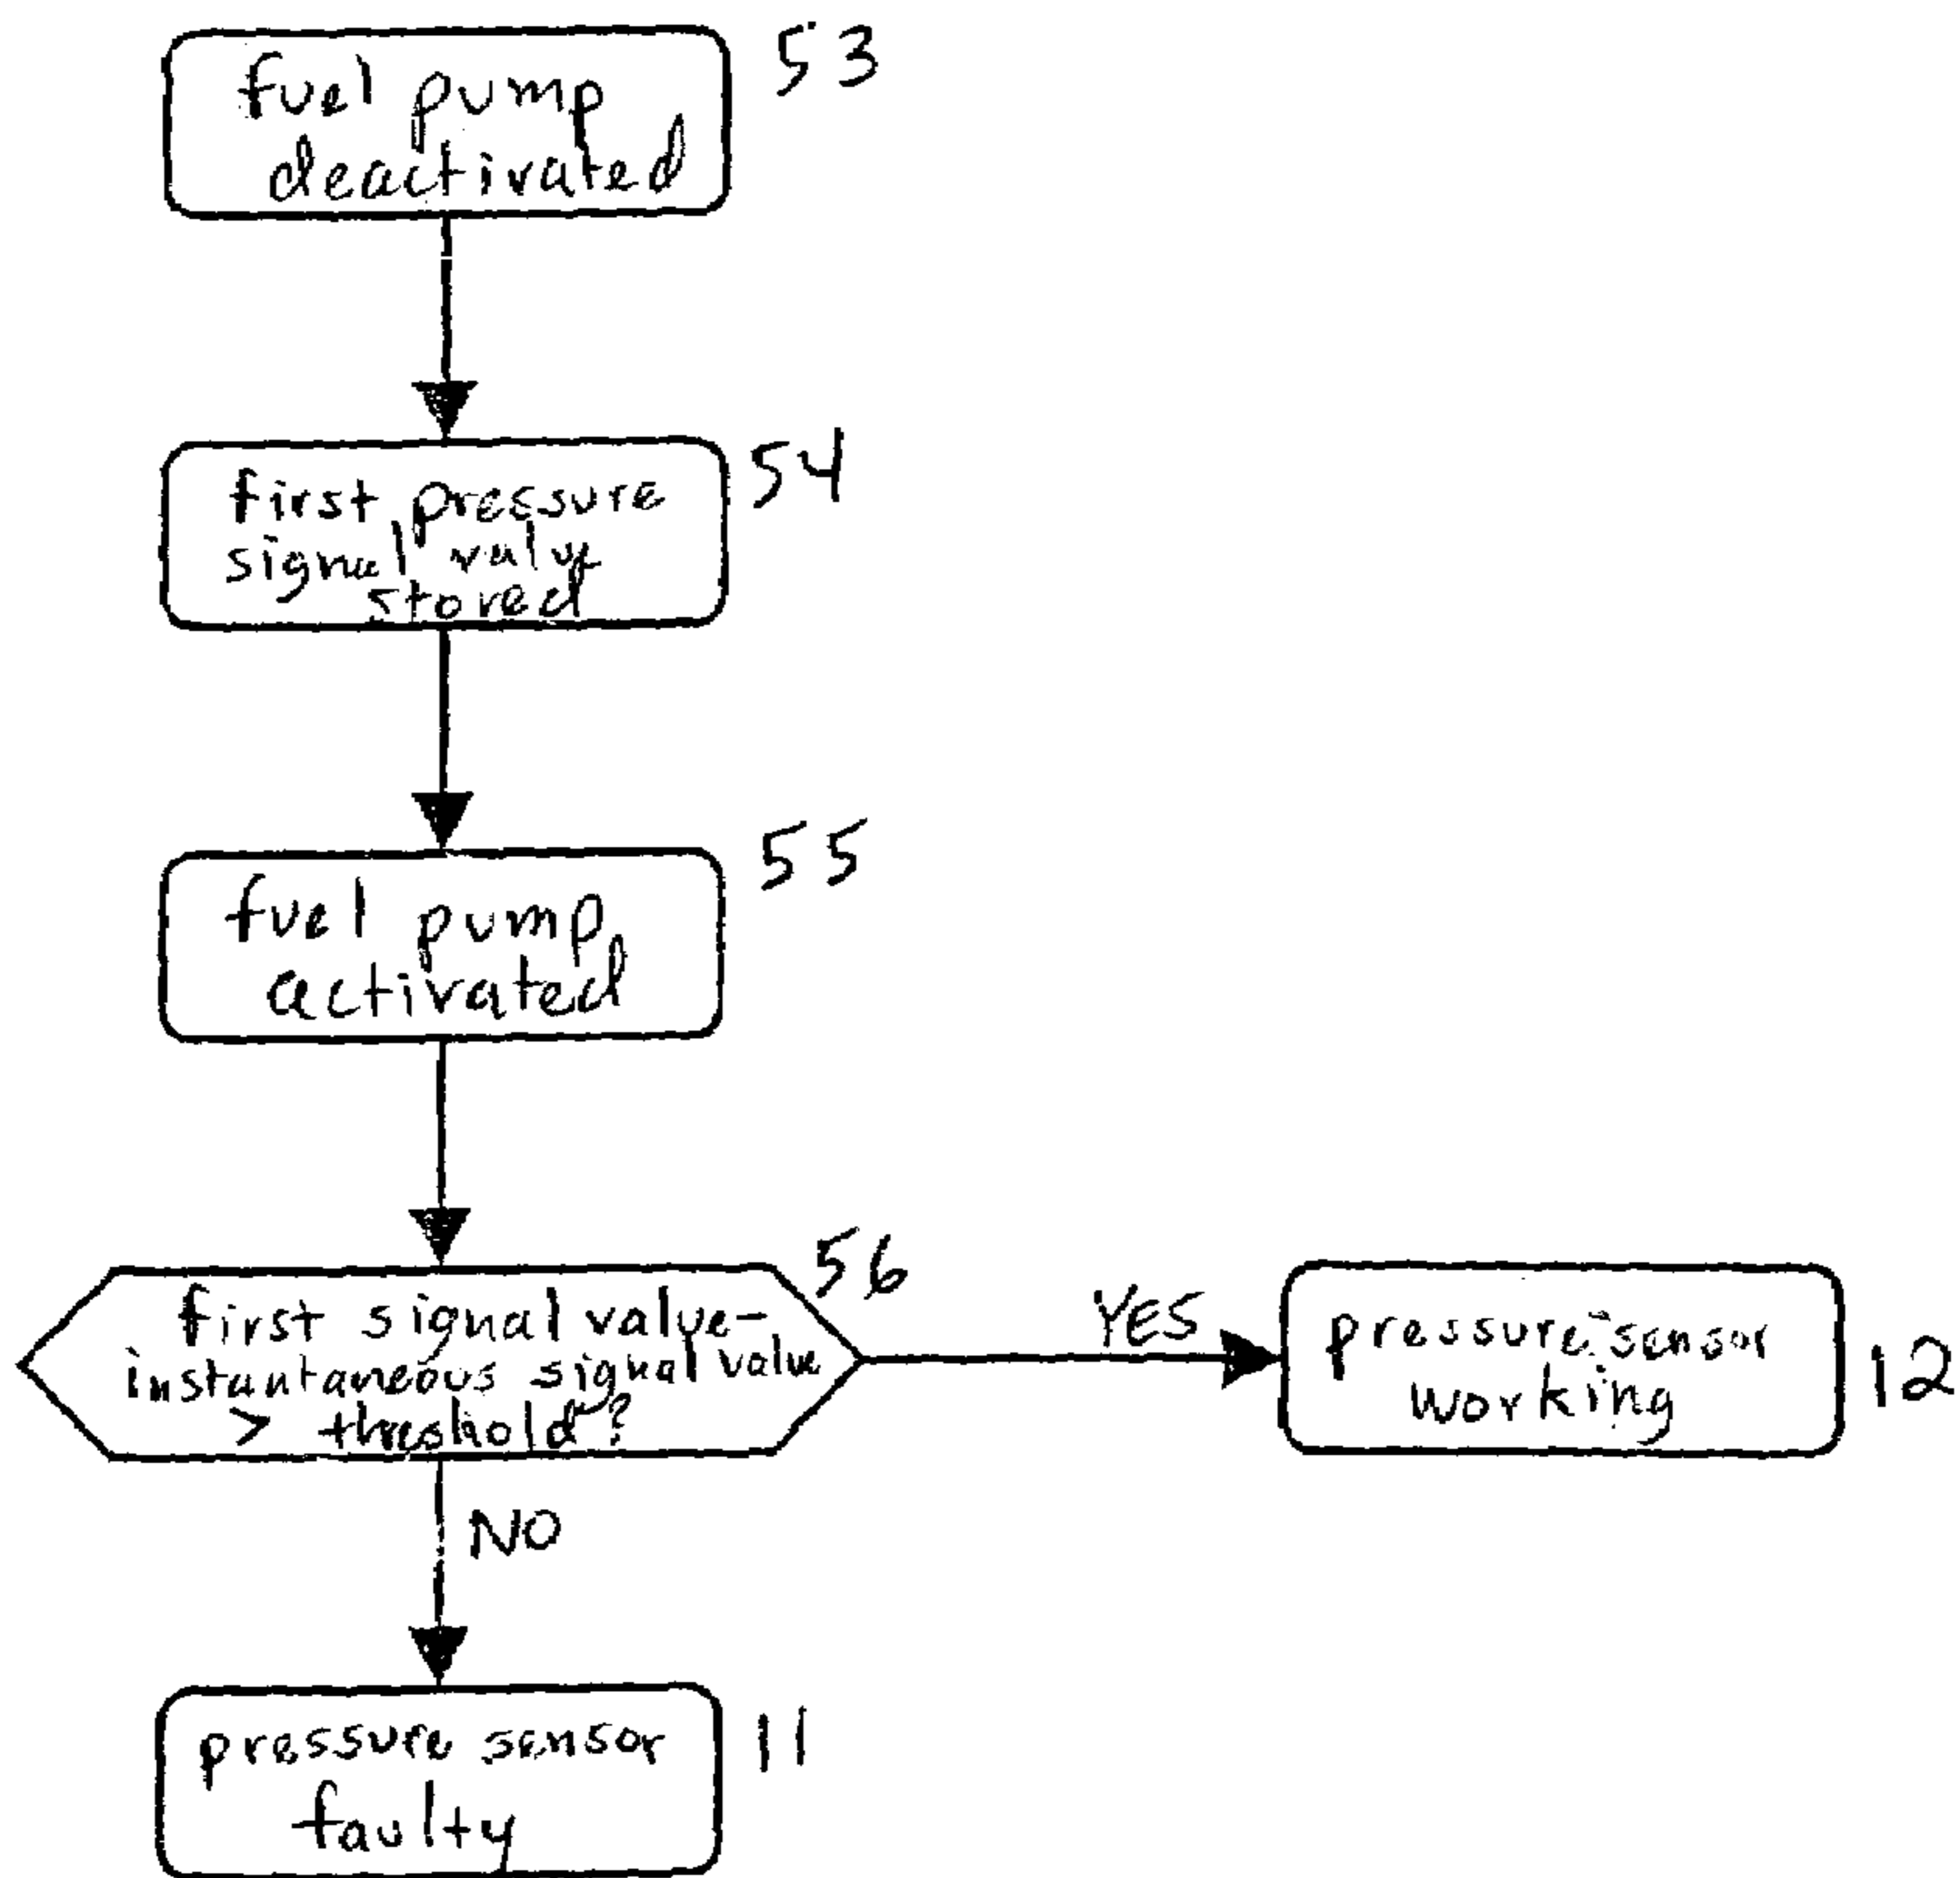 fuel pump
deactivated
53
first pressure
signal value
stored
54
fuel pump
activated
55
first signal value-
instantaneous signal value
> threshold?
56
YES
pressure sensor
working
12
NO
pressure sensor
faulty
11